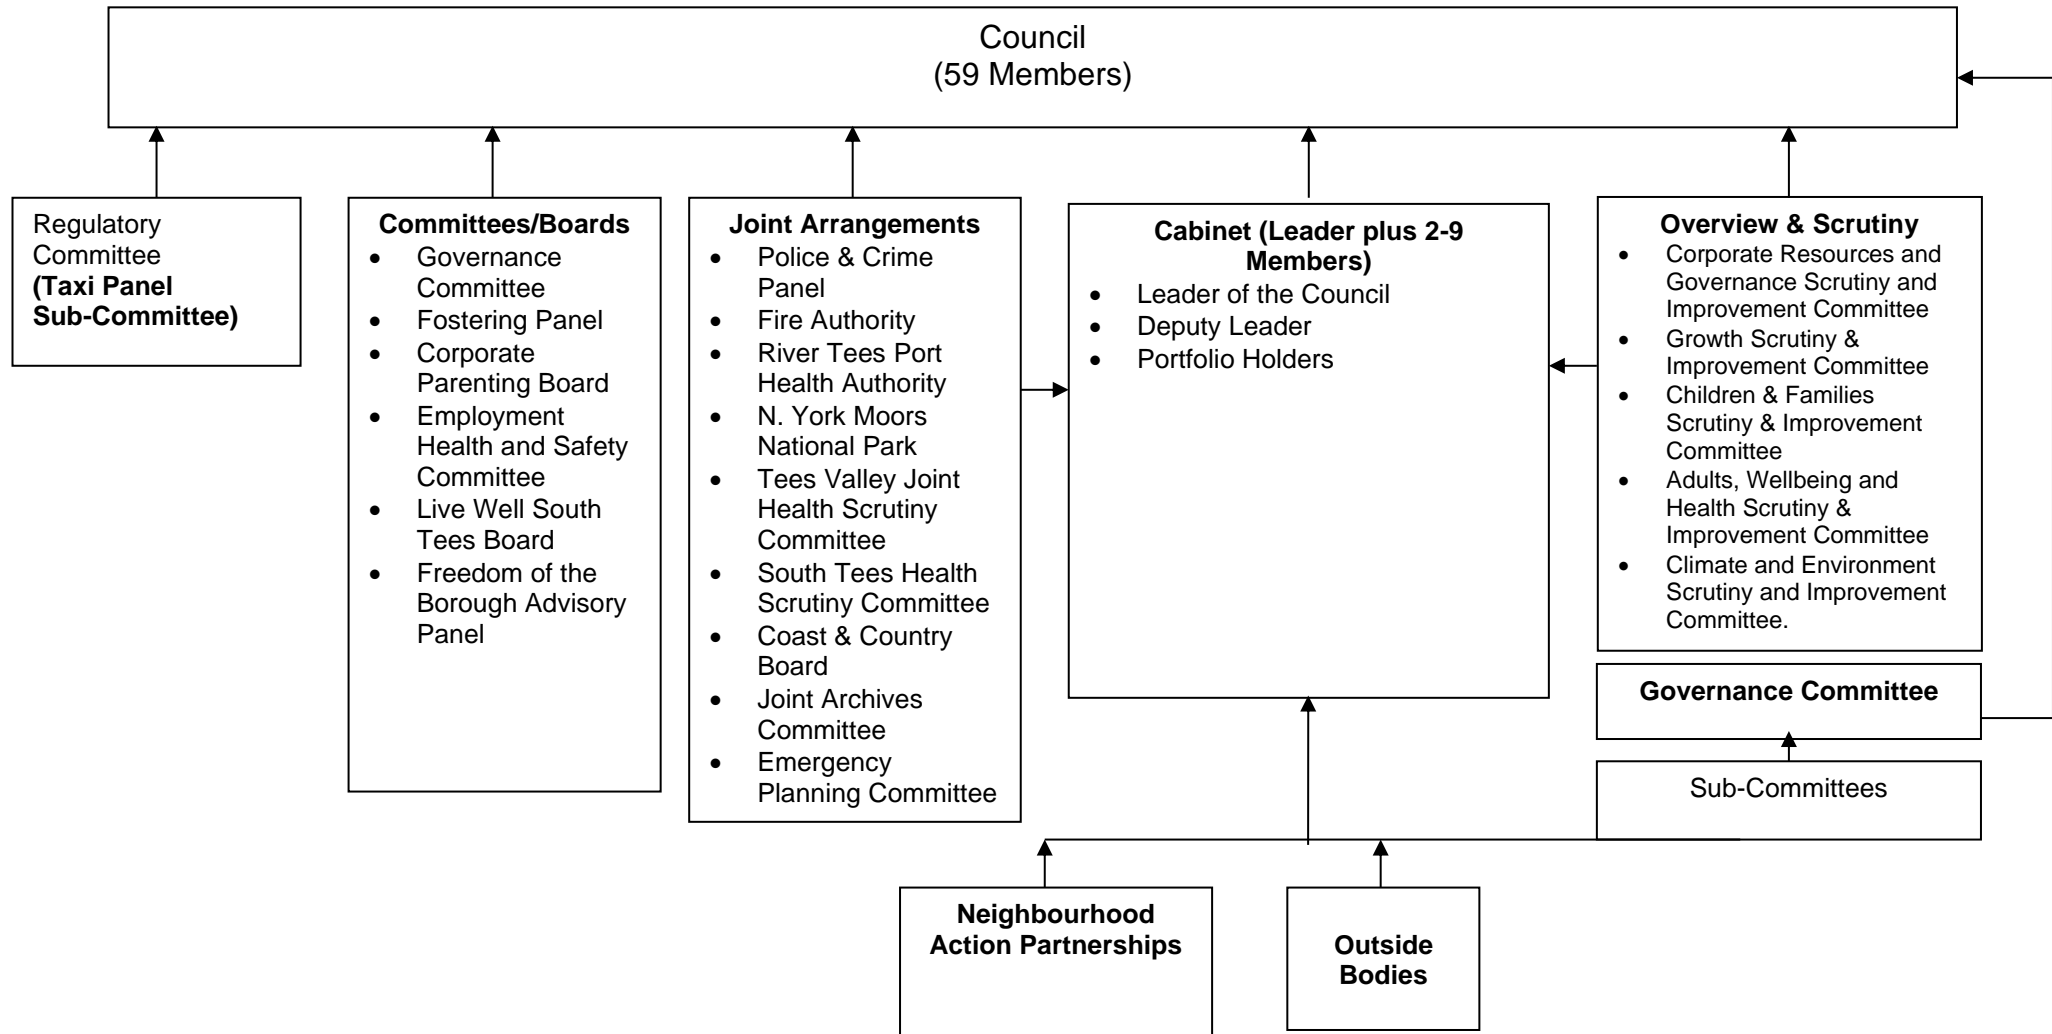 Council
(59 Members)
Regulatory
Committee
(Taxi Panel
Sub-Committee)
Committees/Boards
• Governance
Committee
• Fostering Panel
• Corporate
Parenting Board
• Employment
Health and Safety
Committee
• Live Well South
Tees Board
• Freedom of the
Borough Advisory
Panel
Joint Arrangements
• Police & Crime
Panel
• Fire Authority
• River Tees Port
Health Authority
• N. York Moors
National Park
• Tees Valley Joint
Health Scrutiny
Committee
• South Tees Health
Scrutiny Committee
• Coast & Country
Board
• Joint Archives
Committee
• Emergency
Planning Committee
Cabinet (Leader plus 2-9
Members)
• Leader of the Council
• Deputy Leader
• Portfolio Holders
Overview & Scrutiny
• Corporate Resources and
Governance Scrutiny and
Improvement Committee
• Growth Scrutiny &
Improvement Committee
• Children & Families
Scrutiny & Improvement
Committee
• Adults, Wellbeing and
Health Scrutiny &
Improvement Committee
• Climate and Environment
Scrutiny and Improvement
Committee.
Governance Committee
Sub-Committees
Neighbourhood
Action Partnerships
Outside
Bodies